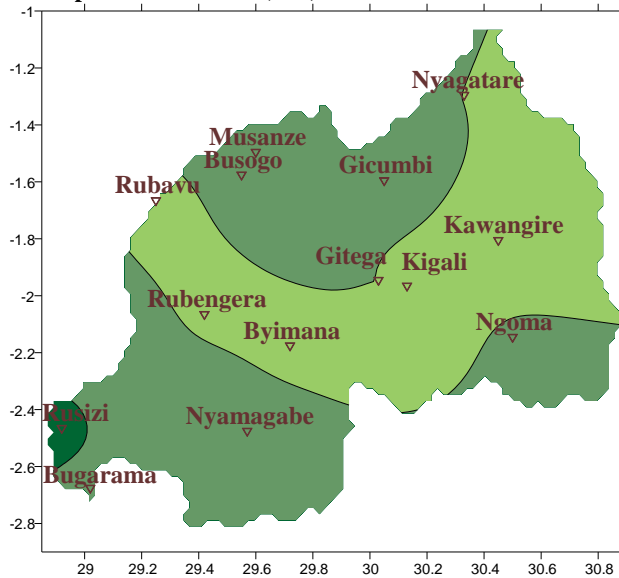 -1
-1.2
-1.4
-1.6
-1.8
-2
-2.2
-2.4
-2.6
-2.8
Nyagatare
Musanze
Busogo
Gicumbi
Rubavu
Kawangire
Gitega
Kigali
Rubengera
Byimana
Ngoma
Rusizi
Nyamagabe
Bugarama
29 29.2 29.4 29.6 29.8 30 30.2 30.4 30.6 30.8